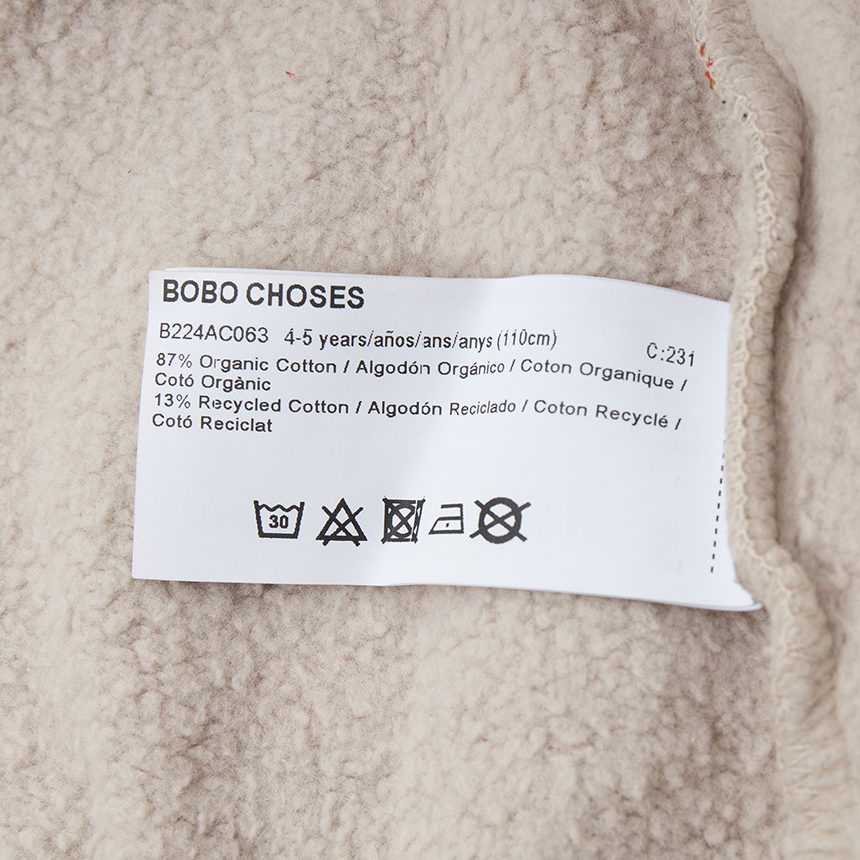 BOBO CHOSES
B224AC063 4-5 years/años/ans/anys (110cm) C:231
87% Organic Cotton / Algodón Orgánico / Coton Organique /
Cotó Orgànic
13% Recycled Cotton / Algodón Reciclado / Coton Recyclé /
Cotó Reciclat
30